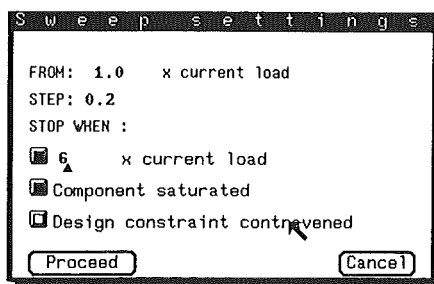 Sweep settings
FROM: 1.0 x current load
STEP: 0.2
STOP WHEN :
6 x current load
Component saturated
Design constraint contravened
Proceed Cancel